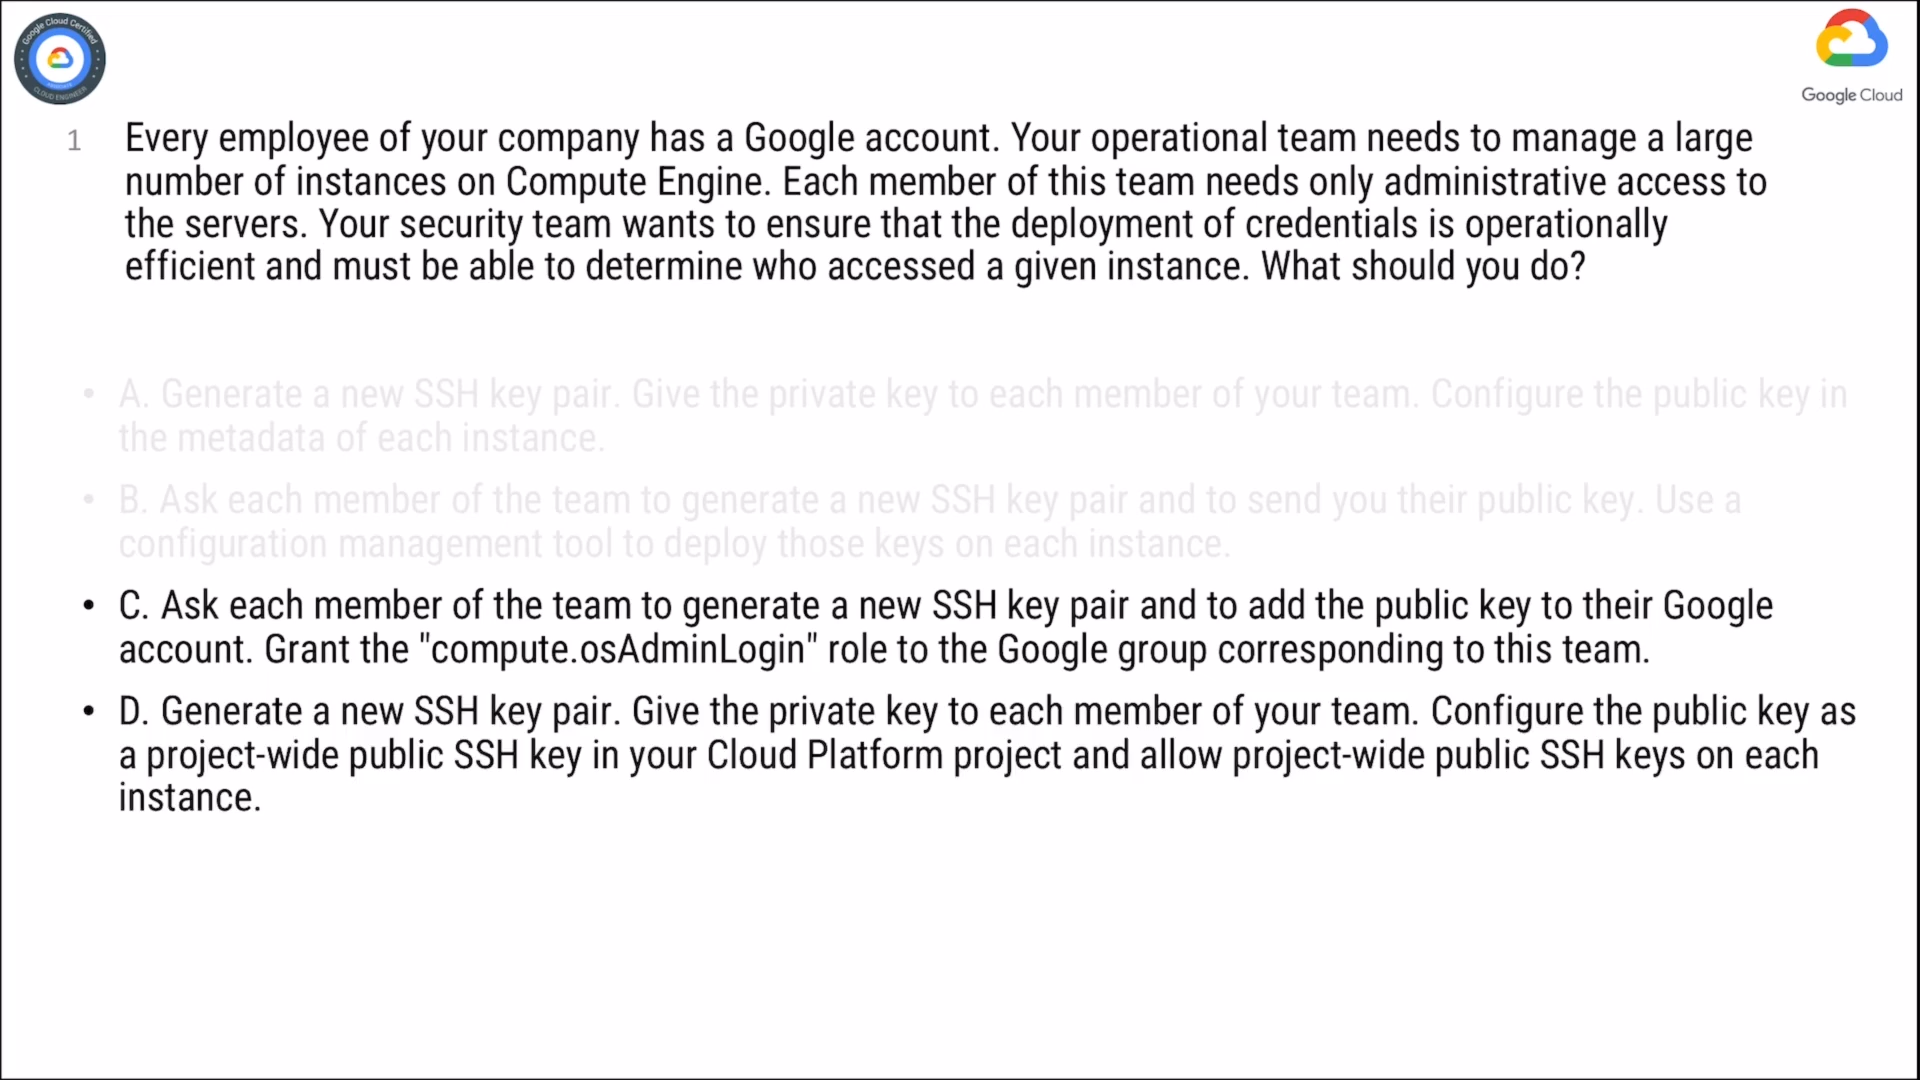 Google Cloud Certified
CLOUD ENGINEER
Google Cloud
1
Every employee of your company has a Google account. Your operational team needs to manage a large
number of instances on Compute Engine. Each member of this team needs only administrative access to
the servers. Your security team wants to ensure that the deployment of credentials is operationally
efficient and must be able to determine who accessed a given instance. What should you do?
• A. Generate a new SSH key pair. Give the private key to each member of your team. Configure the public key in
the metadata of each instance.
• B. Ask each member of the team to generate a new SSH key pair and to send you their public key. Use a
configuration management tool to deploy those keys on each instance.
• C. Ask each member of the team to generate a new SSH key pair and to add the public key to their Google
account. Grant the "compute.osAdminLogin" role to the Google group corresponding to this team.
• D. Generate a new SSH key pair. Give the private key to each member of your team. Configure the public key as
a project-wide public SSH key in your Cloud Platform project and allow project-wide public SSH keys on each
instance.